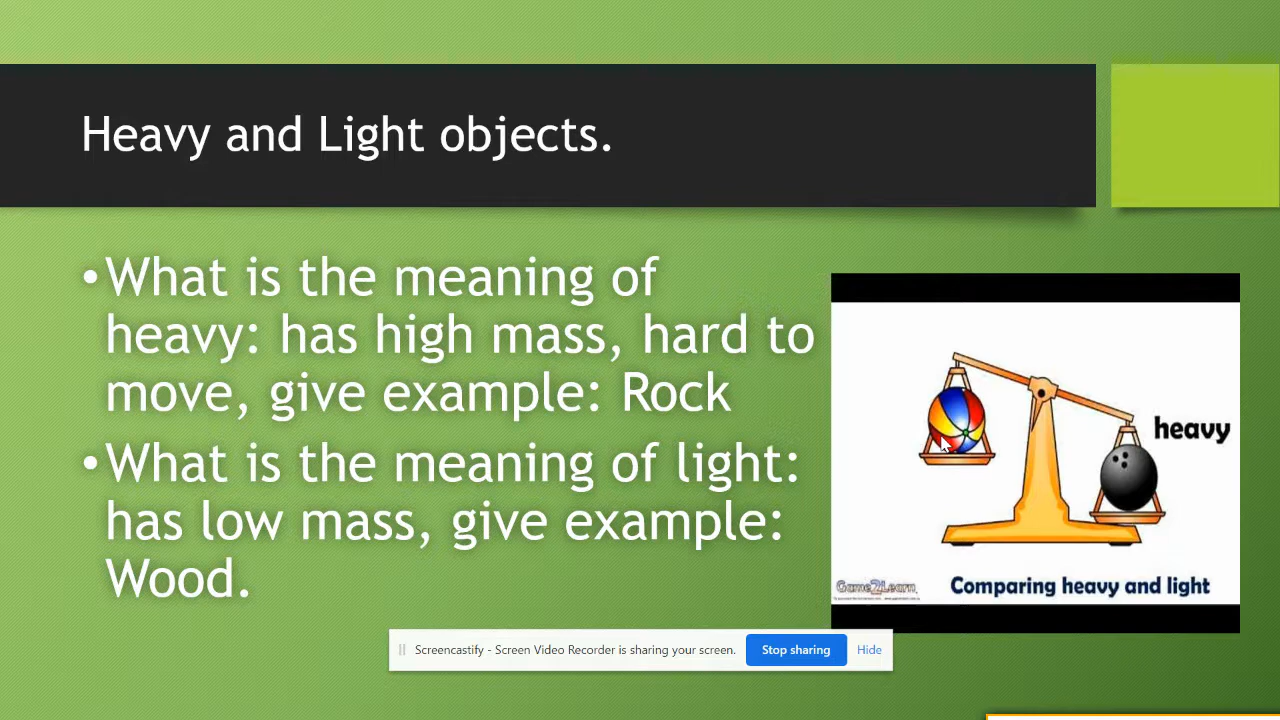 Heavy and Light objects.
•What is the meaning of
heavy: has high mass, hard to
move, give example: Rock
•What is the meaning of light:
has low mass, give example:
Wood.
heavy
Game2Learn
Comparing heavy and light
Screencastify - Screen Video Recorder is sharing your screen.
Stop sharing
Hide